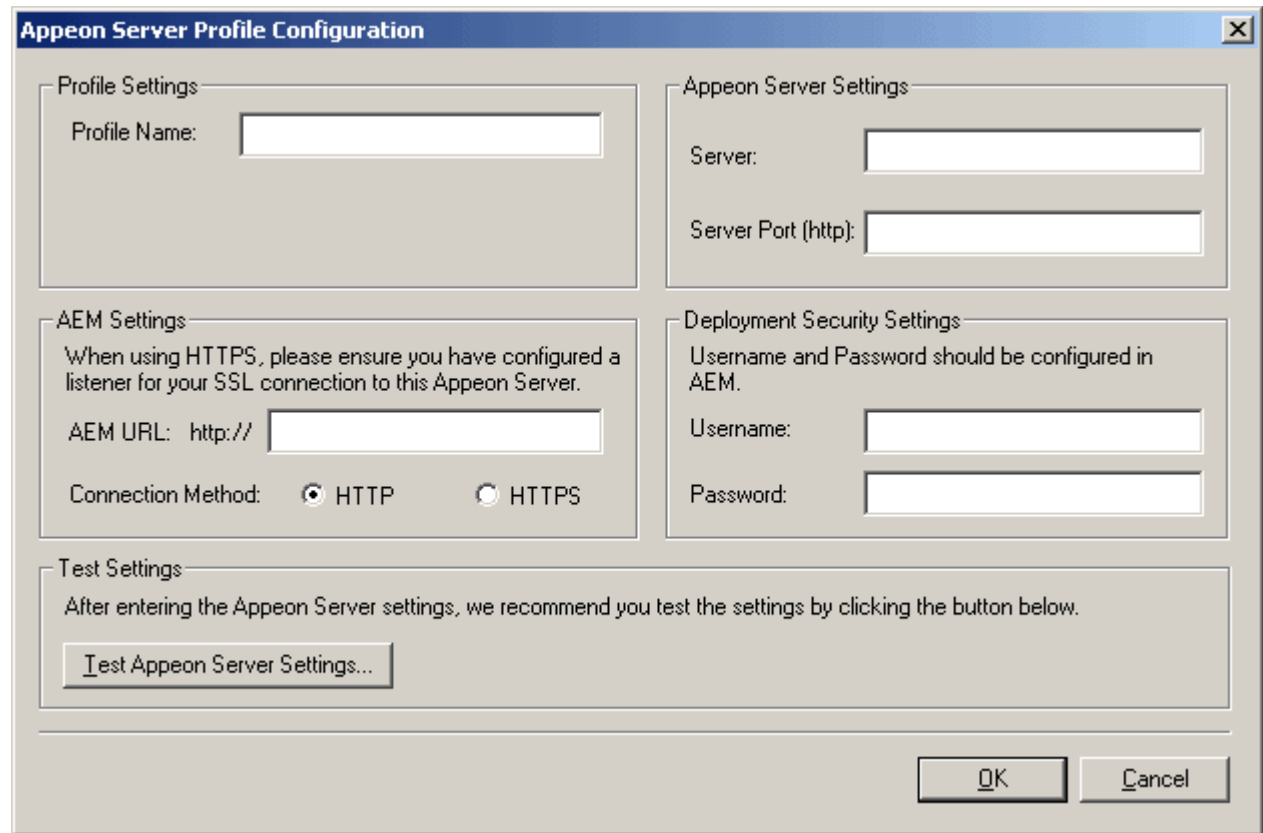 Appeon Server Profile Configuration
Profile Settings
Profile Name:
Appeon Server Settings
Server:
Server Port (http):
AEM Settings
When using HTTPS, please ensure you have configured a
listener for your SSL connection to this Appeon Server.
AEM URL: http://
Connection Method: HTTP HTTPS
Deployment Security Settings
Username and Password should be configured in
AEM.
Username:
Password:
Test Settings
After entering the Appeon Server settings, we recommend you test the settings by clicking the button below.
Test Appeon Server Settings...
OK Cancel